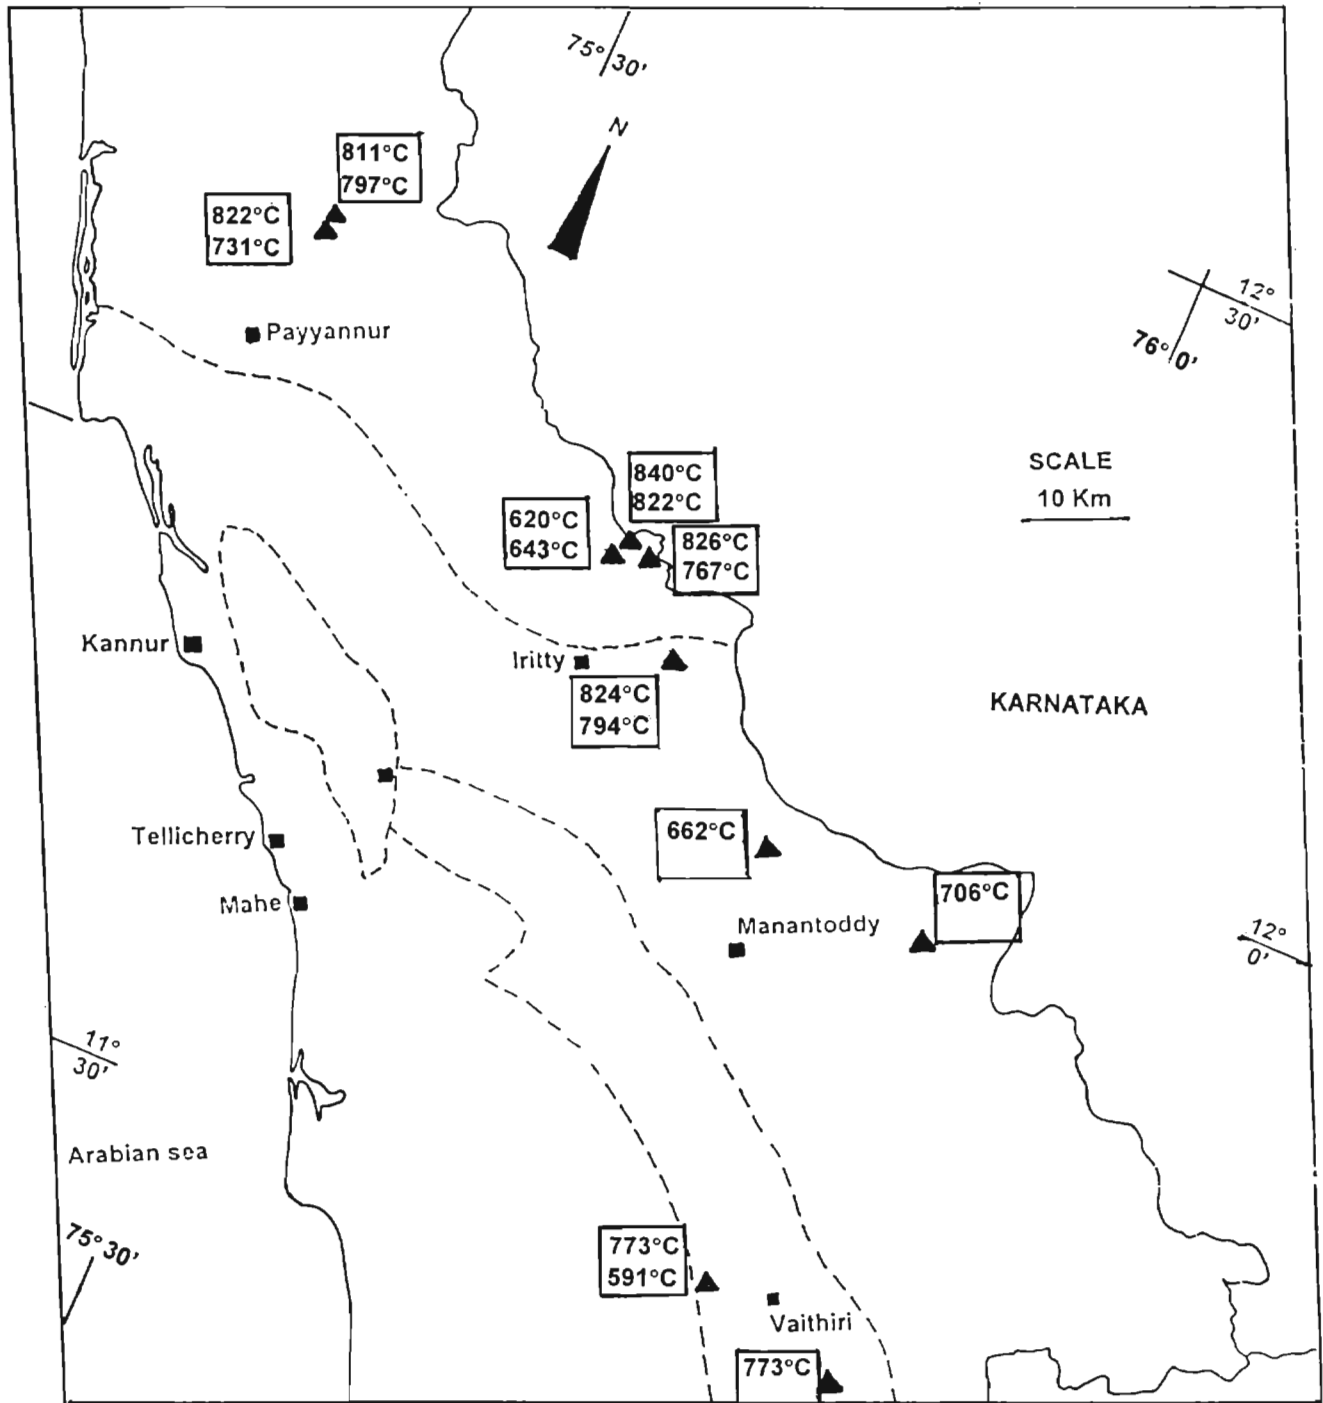 75° 30'
N
811°C
797°C
822°C
731°C
Payyannur
12°
30'
76° 0'
SCALE
10 Km
840°C
822°C
620°C
643°C
826°C
767°C
Kannur
Iritty
824°C
794°C
KARNATAKA
Tellicherry
662°C
Mahe
706°C
Manantoddy
12°
0'
11°
30'
Arabian sea
75° 30'
773°C
591°C
Vaithiri
773°C